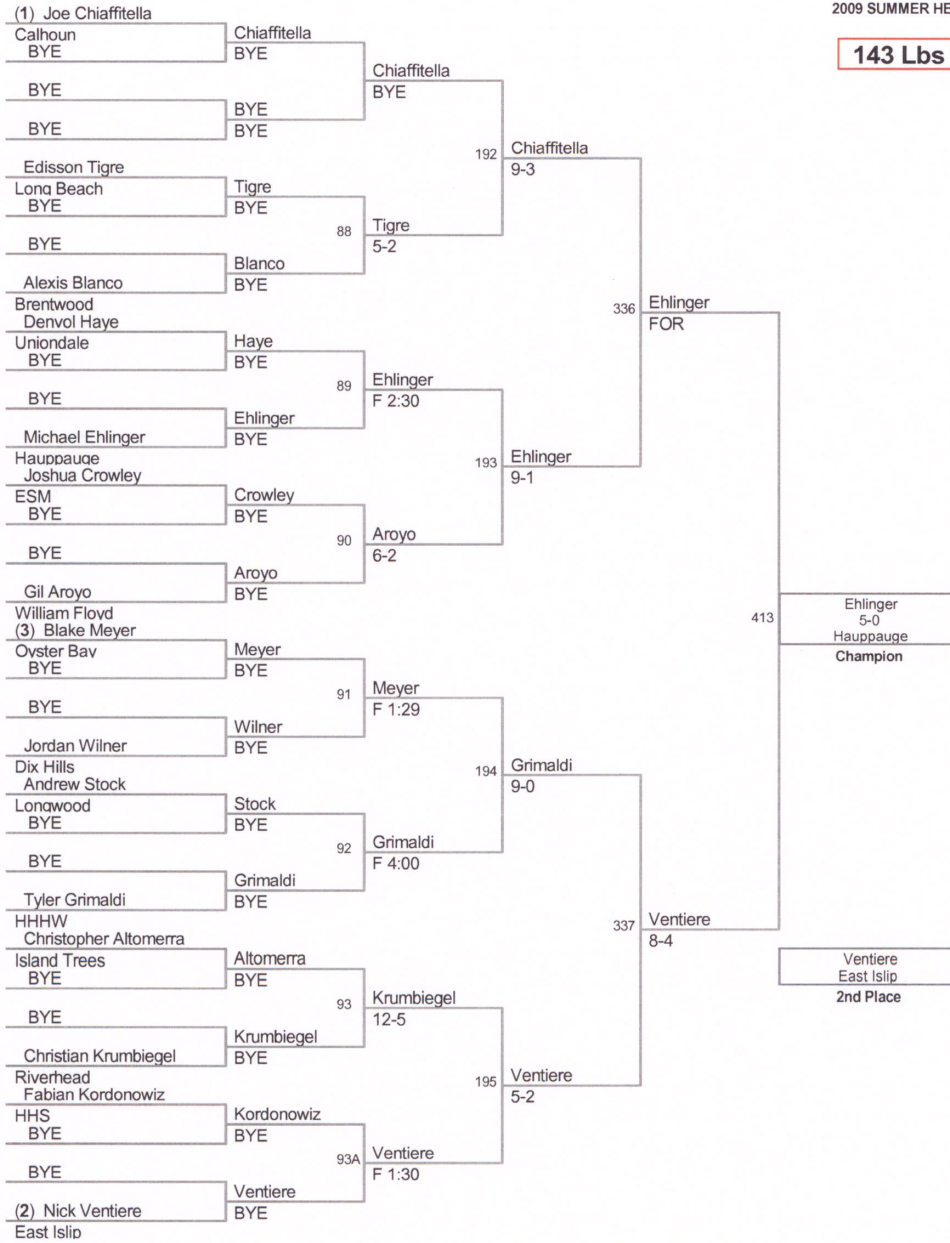 2009 SUMMER HE
143 Lbs
(1) Joe Chiaffitella
Calhoun
BYE
BYE
BYE
Edisson Tigre
Long Beach
BYE
BYE
Alexis Blanco
Brentwood
Denvol Haye
Uniondale
BYE
BYE
Michael Ehlinger
Hauppauge
Joshua Crowley
ESM
BYE
BYE
Gil Aroyo
William Floyd
(3) Blake Meyer
Oyster Bay
BYE
BYE
Jordan Wilner
Dix Hills
Andrew Stock
Longwood
BYE
BYE
Tyler Grimaldi
HHHW
Christopher Altomerra
Island Trees
BYE
BYE
Christian Krumbiegel
Riverhead
Fabian Kordonowiz
HHS
BYE
BYE
(2) Nick Ventiere
East Islip
Chiaffitella
BYE
BYE
BYE
Tigre
BYE
Blanco
BYE
Haye
BYE
Ehlinger
BYE
Crowley
BYE
Aroyo
BYE
Meyer
BYE
Wilner
BYE
Stock
BYE
Grimaldi
BYE
Altomerra
BYE
Krumbiegel
BYE
Kordonowiz
BYE
Ventiere
BYE
Chiaffitella
BYE
88
Tigre
5-2
89
Ehlinger
F 2:30
90
Aroyo
6-2
91
Meyer
F 1:29
92
Grimaldi
F 4:00
93
Krumbiegel
12-5
93A
Ventiere
F 1:30
192
Chiaffitella
9-3
193
Ehlinger
9-1
194
Grimaldi
9-0
195
Ventiere
5-2
336
Ehlinger
FOR
337
Ventiere
8-4
413
Ehlinger
5-0
Hauppauge
Champion
Ventiere
East Islip
2nd Place